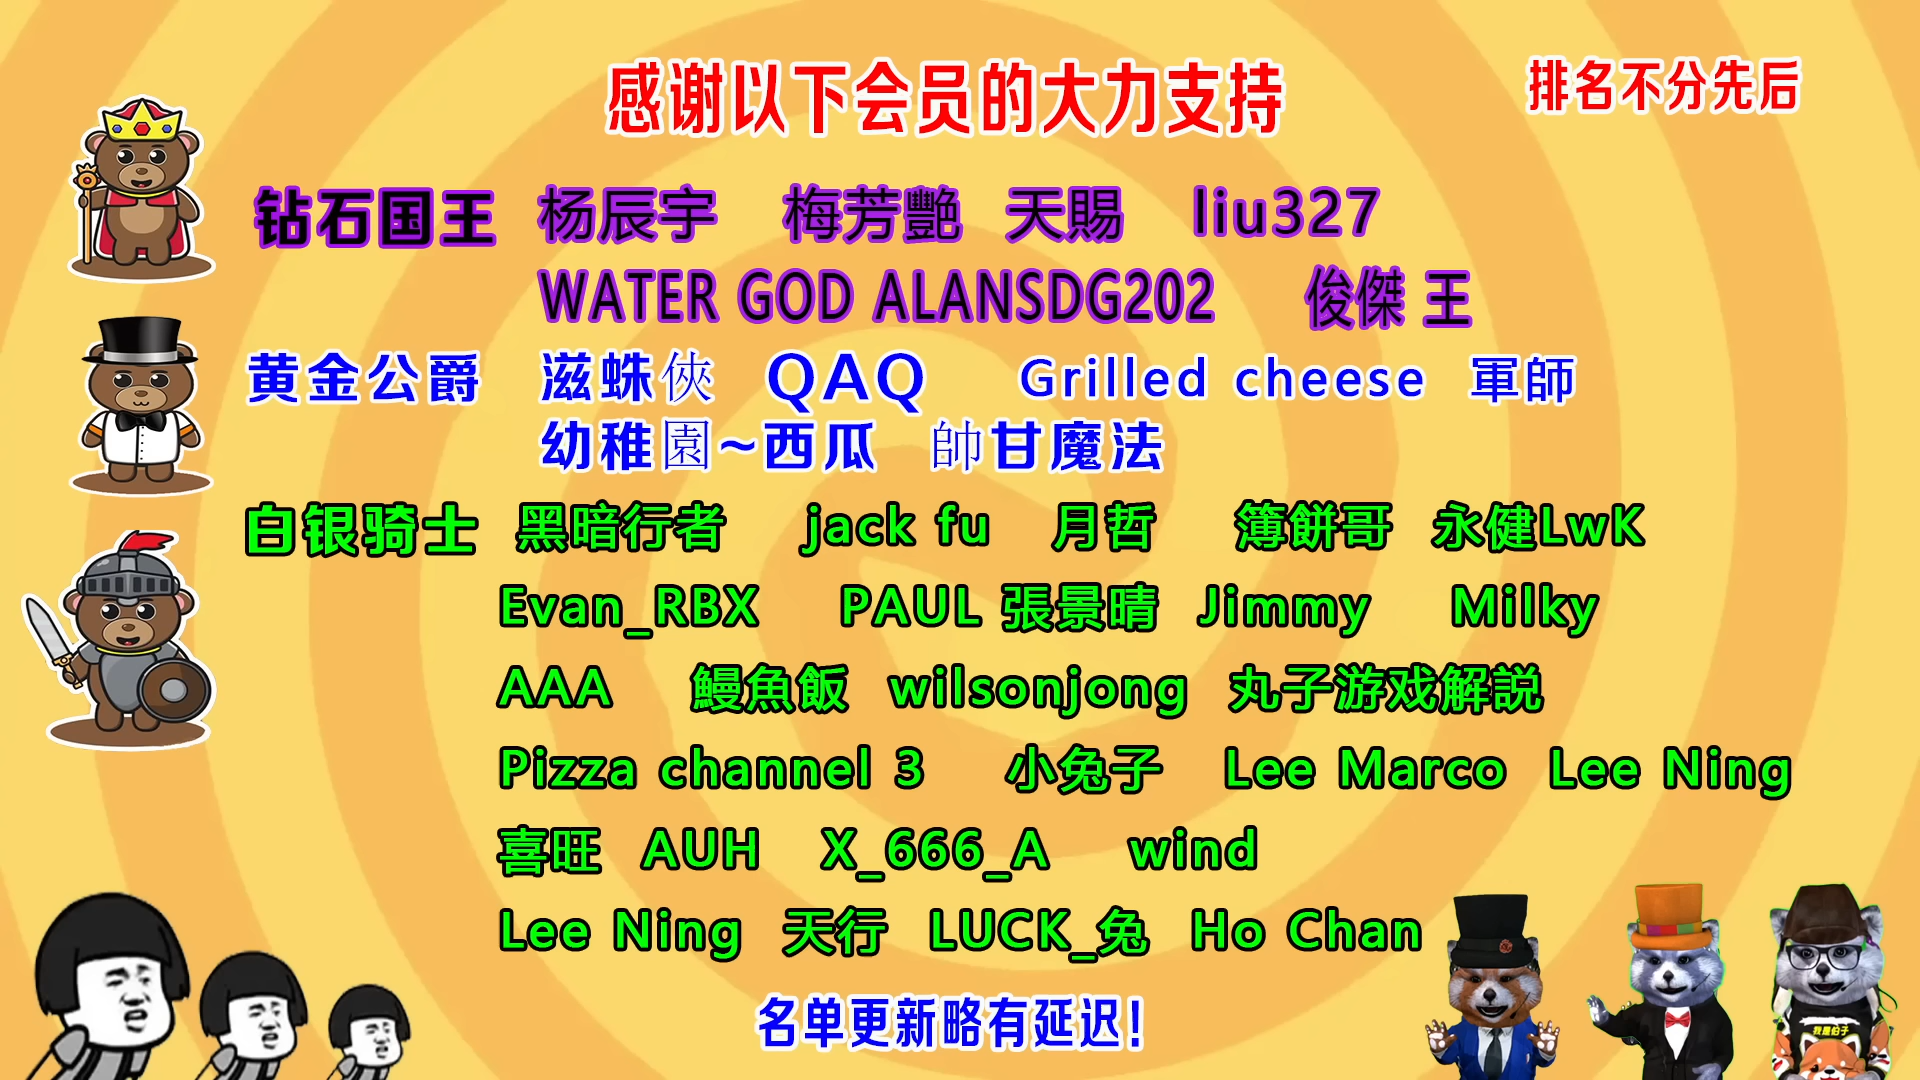 感谢以下会员的大力支持 排名不分先后
钻石国王 杨辰宇 梅芳艷 天賜 liu327
WATER GOD ALANSDG202 俊傑 王
黄金公爵 滋蛛俠 QAQ Grilled cheese 軍師
幼稚園~西瓜 帥甘魔法
白银骑士 黑暗行者 jack fu 月哲 簿餅哥 永健LwK
Evan_RBX PAUL 張景晴 Jimmy Milky
AAA 鰻魚飯 wilsonjong 丸子游戏解説
Pizza channel 3 小兔子 Lee Marco Lee Ning
喜旺 AUH X_666_A wind
Lee Ning 天行 LUCK_兔 Ho Chan
名单更新略有延迟！